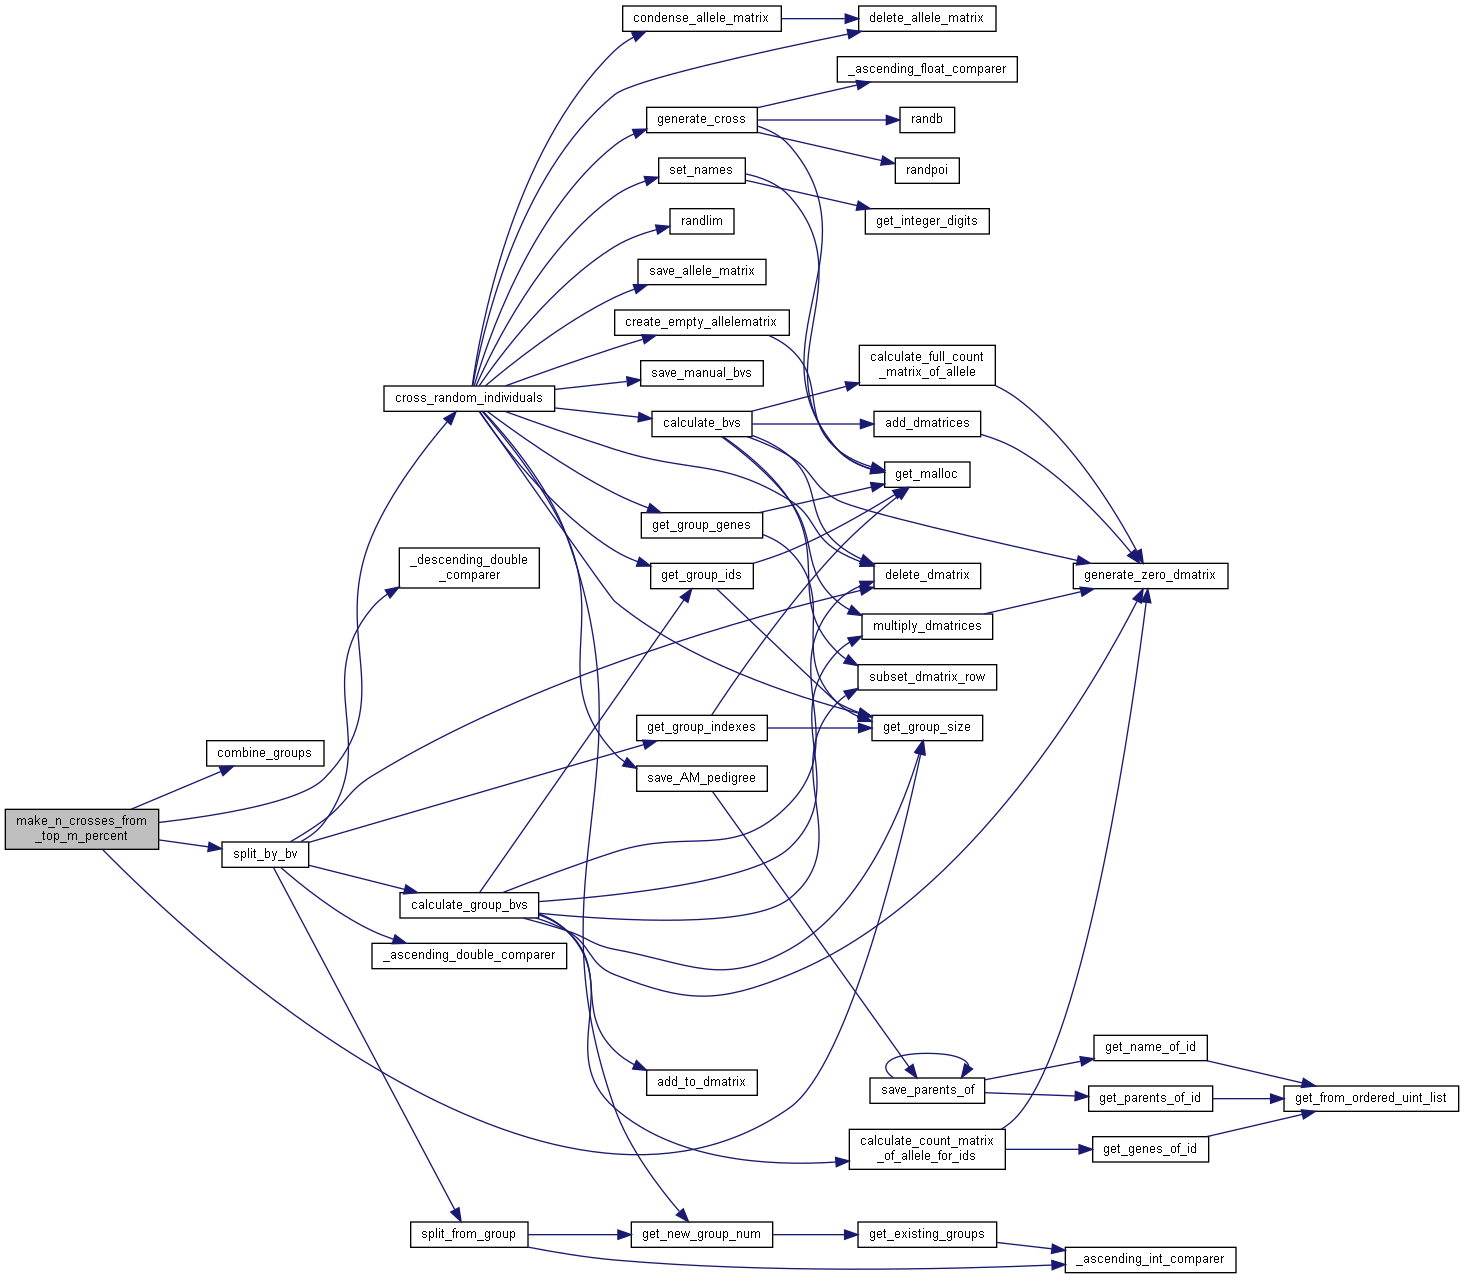 condense_allele_matrix
delete_allele_matrix
_ascending_float_comparer
generate_cross
randb
set_names
randpoi
randlim
get_integer_digits
save_allele_matrix
create_empty_allelematrix
calculate_full_count
_matrix_of_allele
save_manual_bvs
cross_random_individuals
calculate_bvs
add_dmatrices
get_malloc
get_group_genes
_descending_double
_comparer
get_group_ids
delete_dmatrix
generate_zero_dmatrix
multiply_dmatrices
subset_dmatrix_row
get_group_indexes
get_group_size
combine_groups
save_AM_pedigree
make_n_crosses_from
_top_m_percent
split_by_bv
calculate_group_bvs
_ascending_double_comparer
get_name_of_id
add_to_dmatrix
save_parents_of
get_parents_of_id
get_from_ordered_uint_list
calculate_count_matrix
_of_allele_for_ids
get_genes_of_id
split_from_group
get_new_group_num
get_existing_groups
_ascending_int_comparer